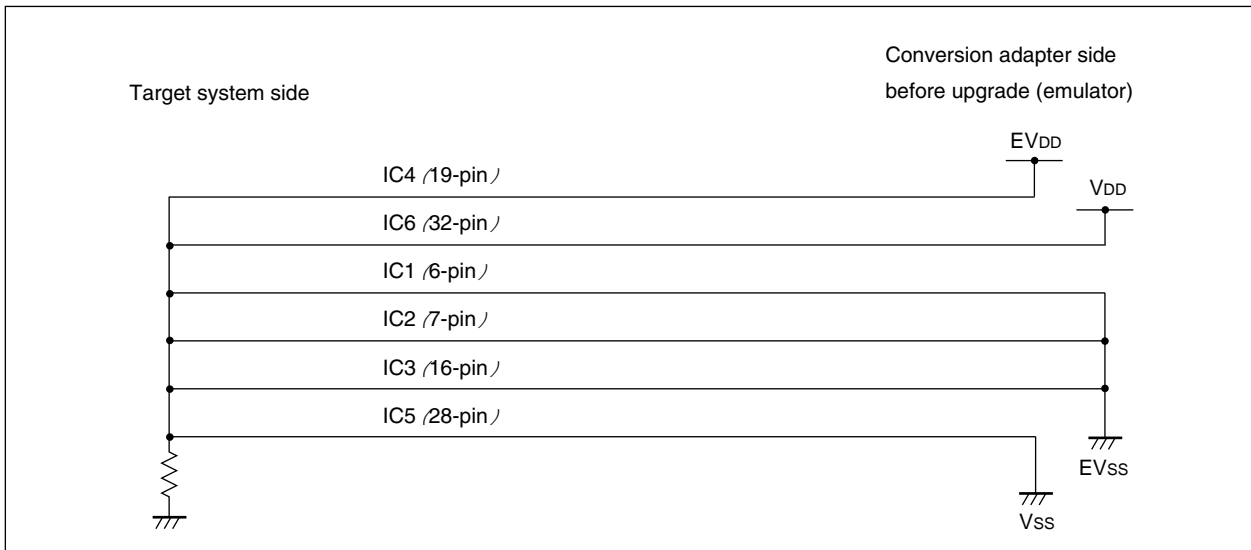 Conversion adapter side
before upgrade (emulator)
Target system side
EVDD
IC4 (19-pin)
VDD
IC6 (32-pin)
IC1 (6-pin)
IC2 (7-pin)
IC3 (16-pin)
IC5 (28-pin)
EVss
Vss